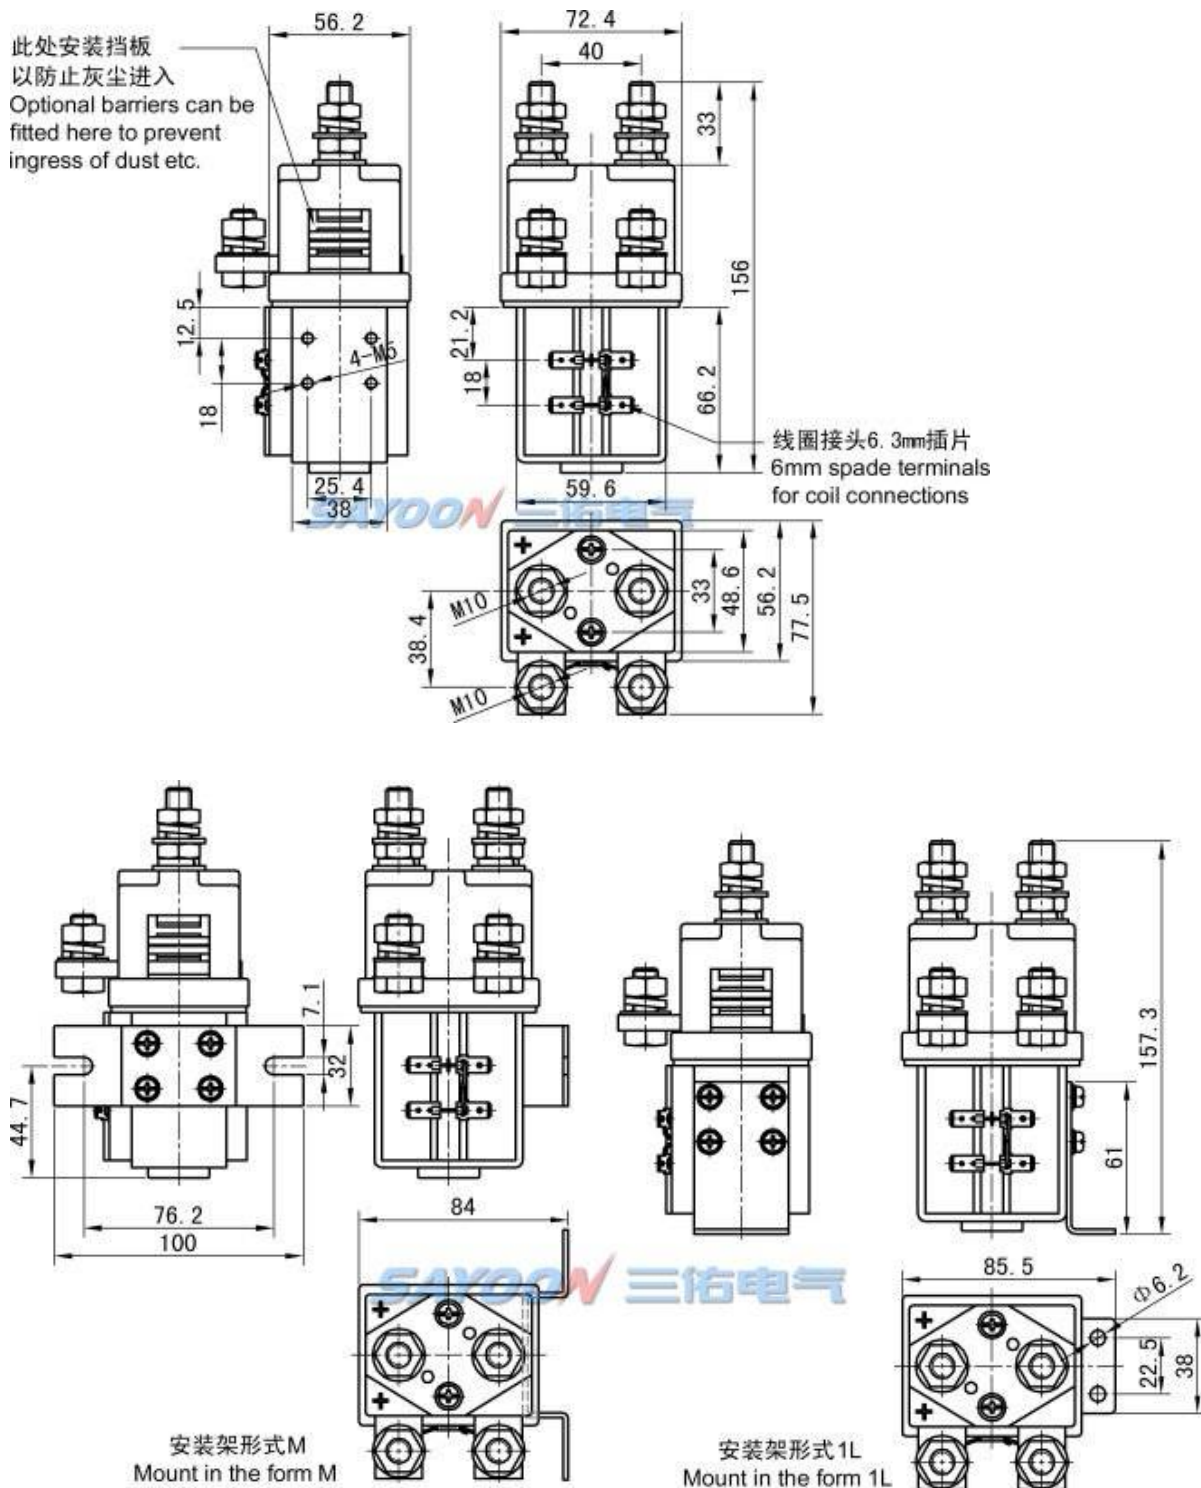 56.2
72.4
40
此处安装挡板
以防止灰尘进入
Optional barriers can be
fitted here to prevent
ingress of dust etc.
33
156
12.5
18
4-M5
21.2
18
66.2
线圈接头6.3mm插片
6mm spade terminals
for coil connections
25.4
38
59.6
SAYOON 三佑电气
+
+
M10
M10
38.4
33
48.6
56.2
77.5
7.1
32
44.7
76.2
100
157.3
61
84
SAYOON 三佑电气
+
+
85.5
Φ6.2
+
+
22.5
38
安装架形式M
Mount in the form M
安装架形式1L
Mount in the form 1L